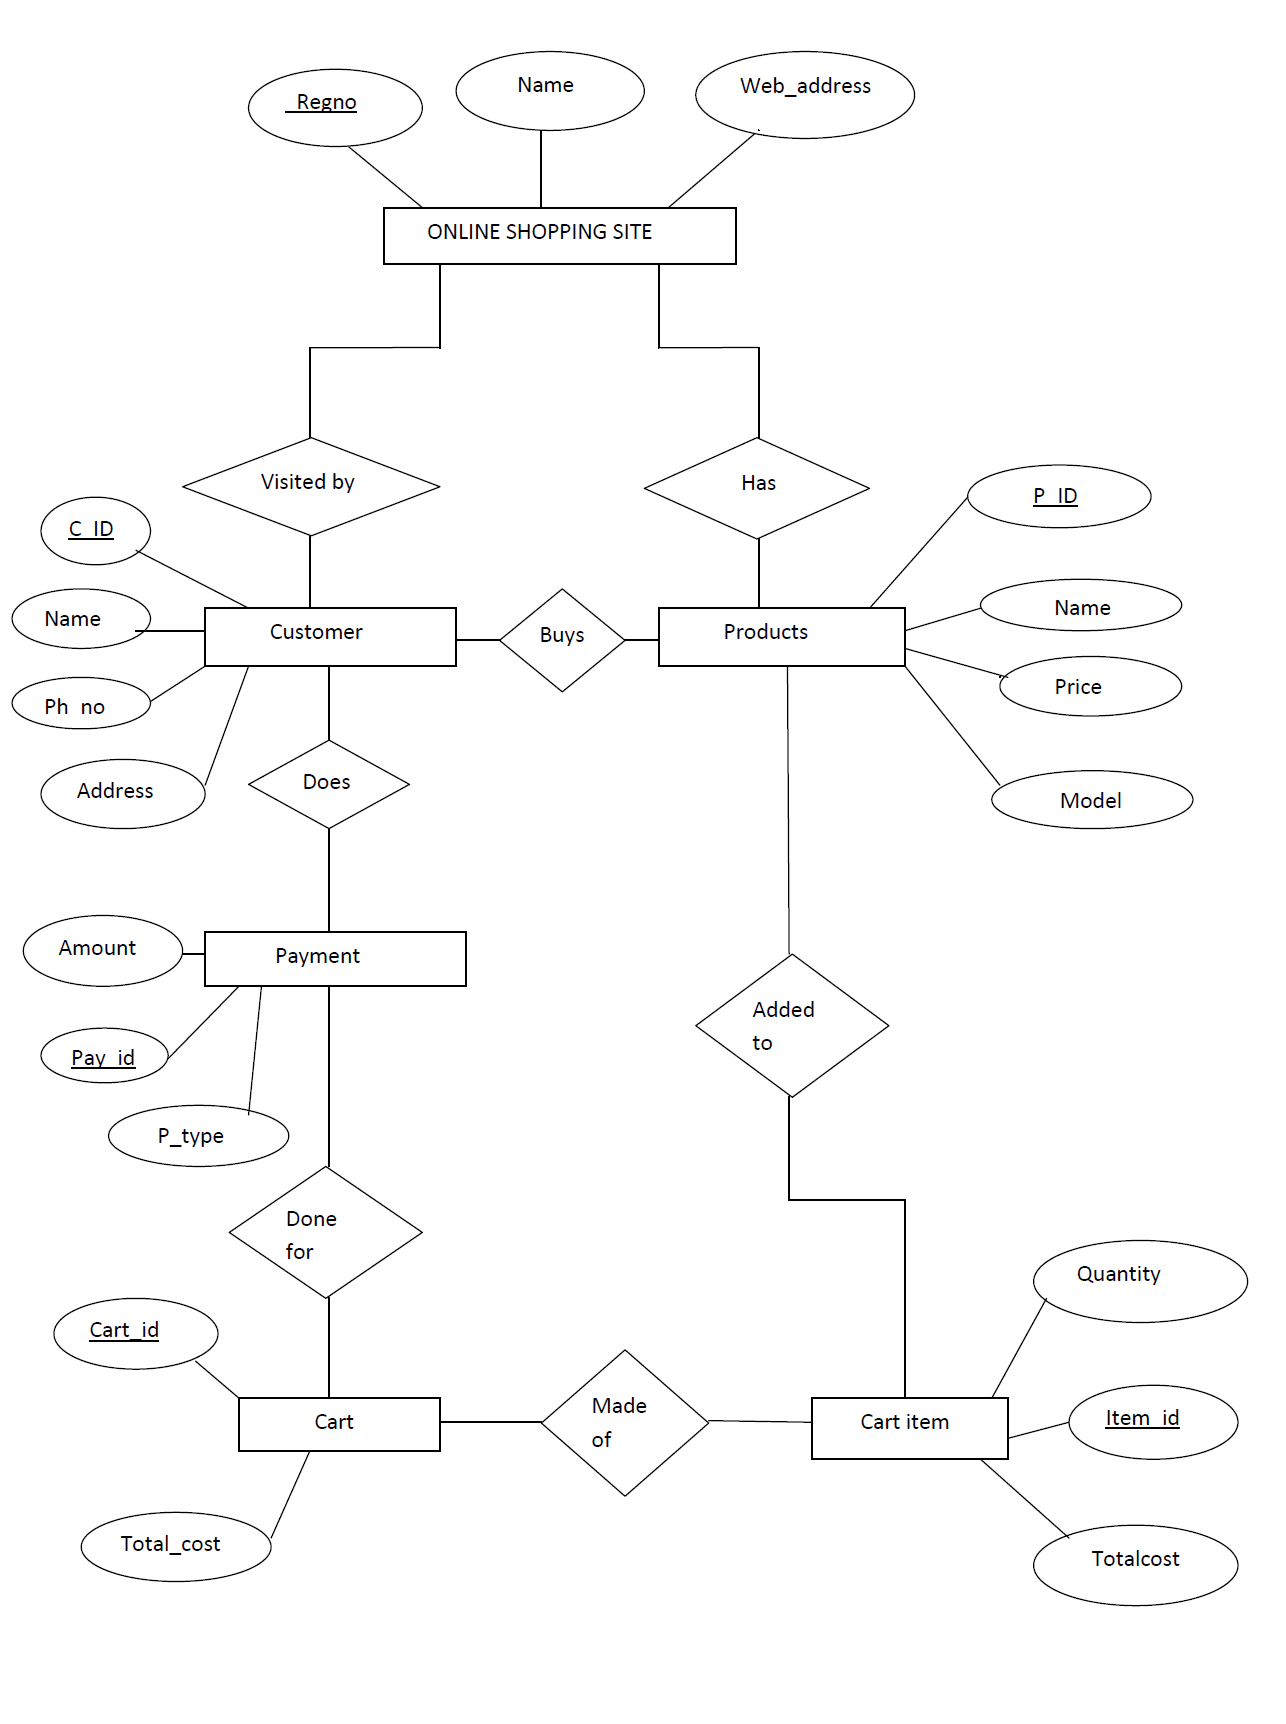 Regno
Name
Web_address
ONLINE SHOPPING SITE
Visited by
Has
P_ID
C_ID
Name
Customer
Buys
Products
Name
Ph_no
Price
Address
Does
Model
Amount
Payment
Added
to
Pay_id
P_type
Done
for
Quantity
Cart_id
Cart
Made
of
Cart item
Item_id
Total_cost
Totalcost